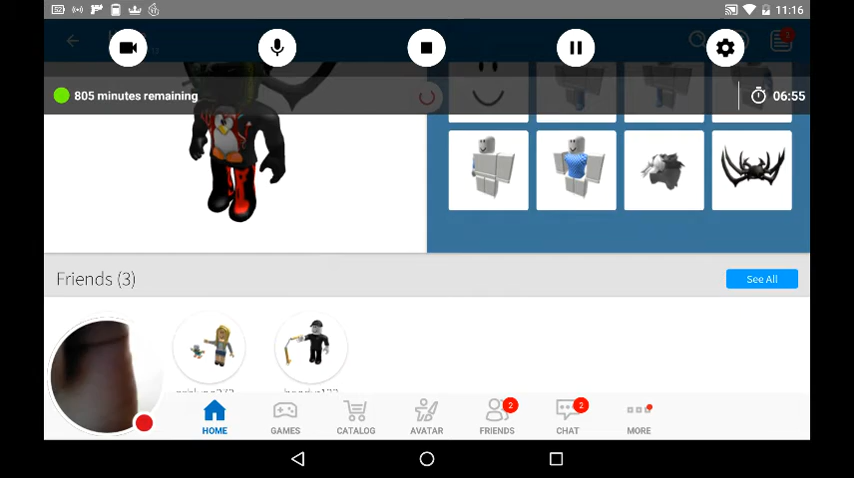 52
11:16
805 minutes remaining
06:55
Friends (3)
See All
HOME
GAMES
CATALOG
AVATAR
2
FRIENDS
2
CHAT
MORE